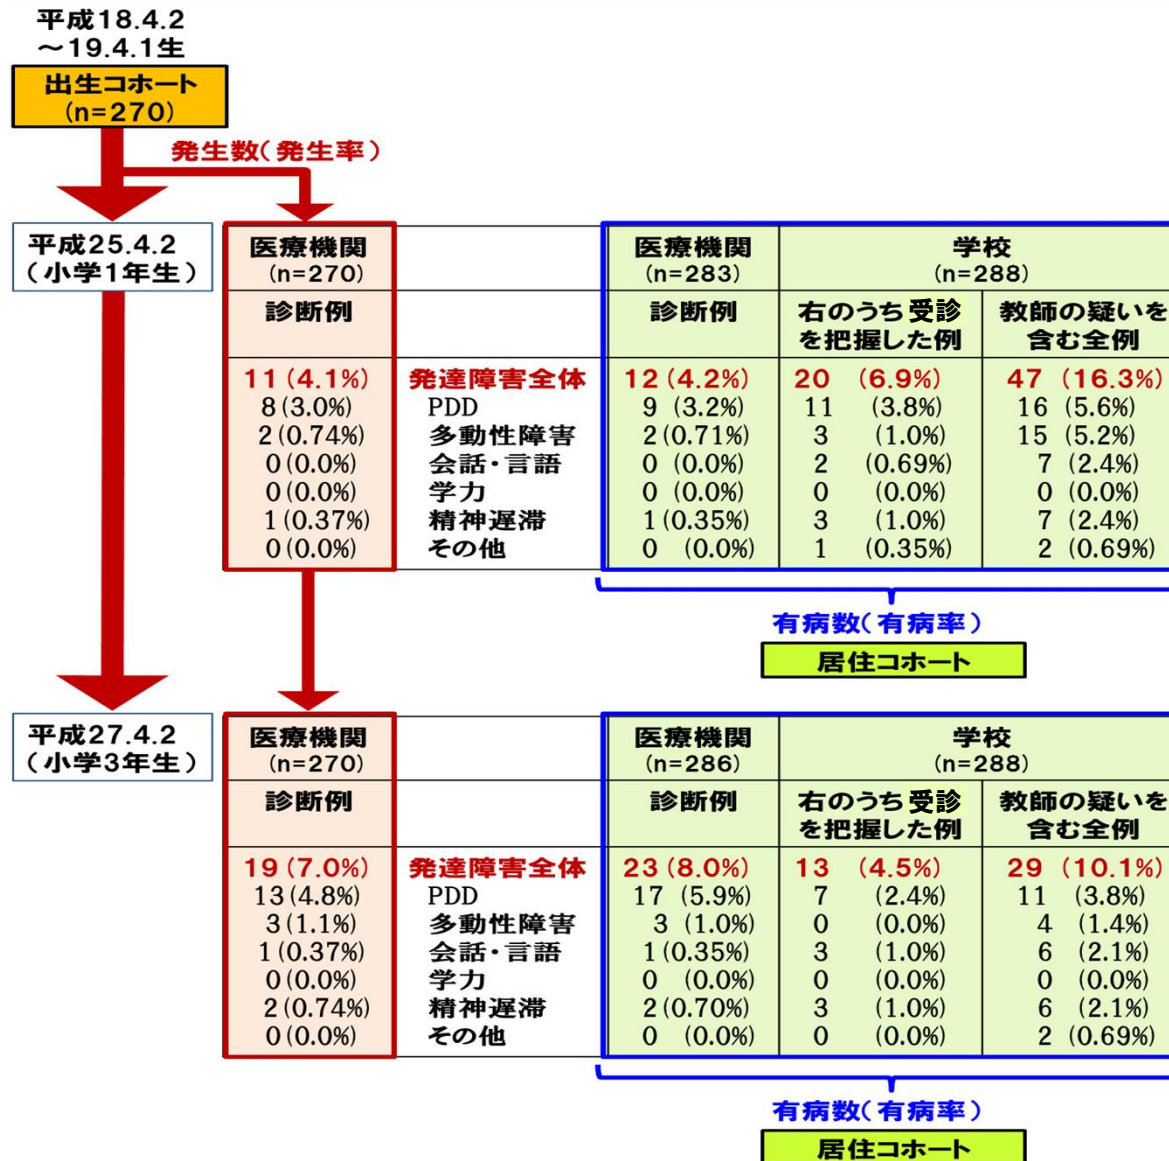 平成18.4.2
～19.4.1生
出生コホート
(n=270)
発生数(発生率)
平成25.4.2
(小学1年生)
医療機関 医療機関 学校
(n=270) (n=283) (n=288)
診断例 診断例 右のうち受診 教師の疑いを
を把握した例 含む全例
11 (4.1%) 発達障害全体 12 (4.2%) 20 (6.9%) 47 (16.3%)
8 (3.0%) PDD 9 (3.2%) 11 (3.8%) 16 (5.6%)
2 (0.74%) 多動性障害 2 (0.71%) 3 (1.0%) 15 (5.2%)
0 (0.0%) 会話・言語 0 (0.0%) 2 (0.69%) 7 (2.4%)
0 (0.0%) 学力 0 (0.0%) 0 (0.0%) 0 (0.0%)
1 (0.37%) 精神遅滞 1 (0.35%) 3 (1.0%) 7 (2.4%)
0 (0.0%) その他 0 (0.0%) 1 (0.35%) 2 (0.69%)
有病数(有病率)
居住コホート
平成27.4.2
(小学3年生)
医療機関 医療機関 学校
(n=270) (n=286) (n=288)
診断例 診断例 右のうち受診 教師の疑いを
を把握した例 含む全例
19 (7.0%) 発達障害全体 23 (8.0%) 13 (4.5%) 29 (10.1%)
13 (4.8%) PDD 17 (5.9%) 7 (2.4%) 11 (3.8%)
3 (1.1%) 多動性障害 3 (1.0%) 0 (0.0%) 4 (1.4%)
1 (0.37%) 会話・言語 1 (0.35%) 3 (1.0%) 6 (2.1%)
0 (0.0%) 学力 0 (0.0%) 0 (0.0%) 0 (0.0%)
2 (0.74%) 精神遅滞 2 (0.70%) 3 (1.0%) 6 (2.1%)
0 (0.0%) その他 0 (0.0%) 0 (0.0%) 2 (0.69%)
有病数(有病率)
居住コホート